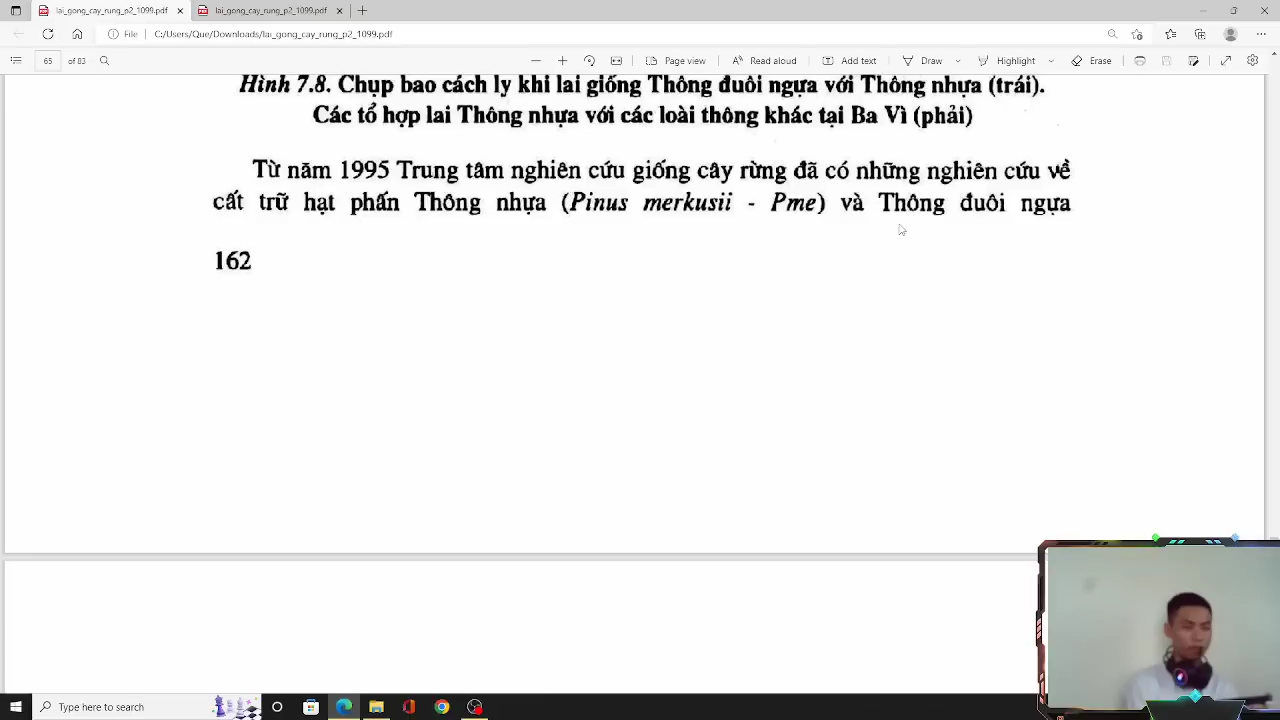 lai_gong_cay_rung_p2_1099.pdf
lai_gong_cay_rung_p2_1099.pdf
File
C:/Users/Que/Downloads/lai_gong_cay_rung_p2_1099.pdf
65 of 83
Page view
Read aloud
Add text
Draw
Highlight
Erase
Hình 7.8. Chụp bao cách ly khi lai giống Thông đuôi ngựa với Thông nhựa (trái).
Các tổ hợp lai Thông nhựa với các loài thông khác tại Ba Vì (phải)
Từ năm 1995 Trung tâm nghiên cứu giống cây rừng đã có những nghiên cứu về
cất trữ hạt phấn Thông nhựa (Pinus merkusii - Pme) và Thông đuôi ngựa
162
Type here to search